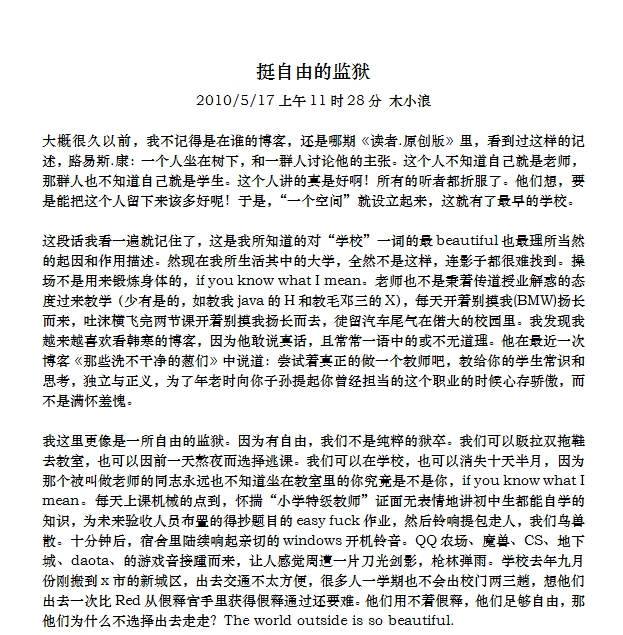 挺自由的监狱
2010/5/17 上午 11 时 28 分 木小浪
大概很久以前，我不记得是在谁的博客，还是哪期《读者.原创版》里，看到过这样的记
述，路易斯.康：一个人坐在树下，和一群人讨论他的主张。这个人不知道自己就是老师，
那群人也不知道自己就是学生。这个人讲的真是好啊！所有的听者都折服了。他们想，要
是能把这个人留下来该多好呢！于是，“一个空间”就设立起来，这就有了最早的学校。
这段话我看一遍就记住了，这是我所知道的对“学校”一词的最 beautiful 也最理所当然
的起因和作用描述。然现在我所生活其中的大学，全然不是这样，连影子都很难找到。操
场不是用来锻炼身体的，if you know what I mean。老师也不是秉着传道授业解惑的态
度过来教学（少有是的，如教我 java 的 H 和教毛邓三的 X），每天开着别摸我(BMW)扬长
而来，吐沫横飞完两节课开着别摸我扬长而去，徒留汽车尾气在偌大的校园里。我发现我
越来越喜欢看韩寒的博客，因为他敢说真话，且常常一语中的或不无道理。他在最近一次
博客《那些洗不干净的葱们》中说道：尝试着真正的做一个教师吧，教给你的学生常识和
思考，独立与正义，为了年老时向你子孙提起你曾经担当的这个职业的时候心存骄傲，而
不是满怀羞愧。
我这里更像是一所自由的监狱。因为有自由，我们不是纯粹的狱卒。我们可以趿拉双拖鞋
去教室，也可以因前一天熬夜而选择逃课。我们可以在学校，也可以消失十天半月，因为
那个被叫做老师的同志永远也不知道坐在教室里的你究竟是不是你，if you know what I
mean。每天上课机械的点到，怀揣“小学特级教师”证面无表情地讲初中生都能自学的
知识，为未来验收人员布置的得抄题目的 easy fuck 作业，然后铃响提包走人，我们鸟兽
散。十分钟后，宿舍里陆续响起亲切的 windows 开机铃音。QQ 农场、魔兽、CS、地下
城、daota、的游戏音接踵而来，让人感觉周遭一片刀光剑影，枪林弹雨。学校去年九月
份刚搬到 x 市的新城区，出去交通不太方便，很多人一学期也不会出校门两三趟，想他们
出去一次比 Red 从假释官手里获得假释通过还要难。他们用不着假释，他们足够自由，那
他们为什么不选择出去走走？The world outside is so beautiful.